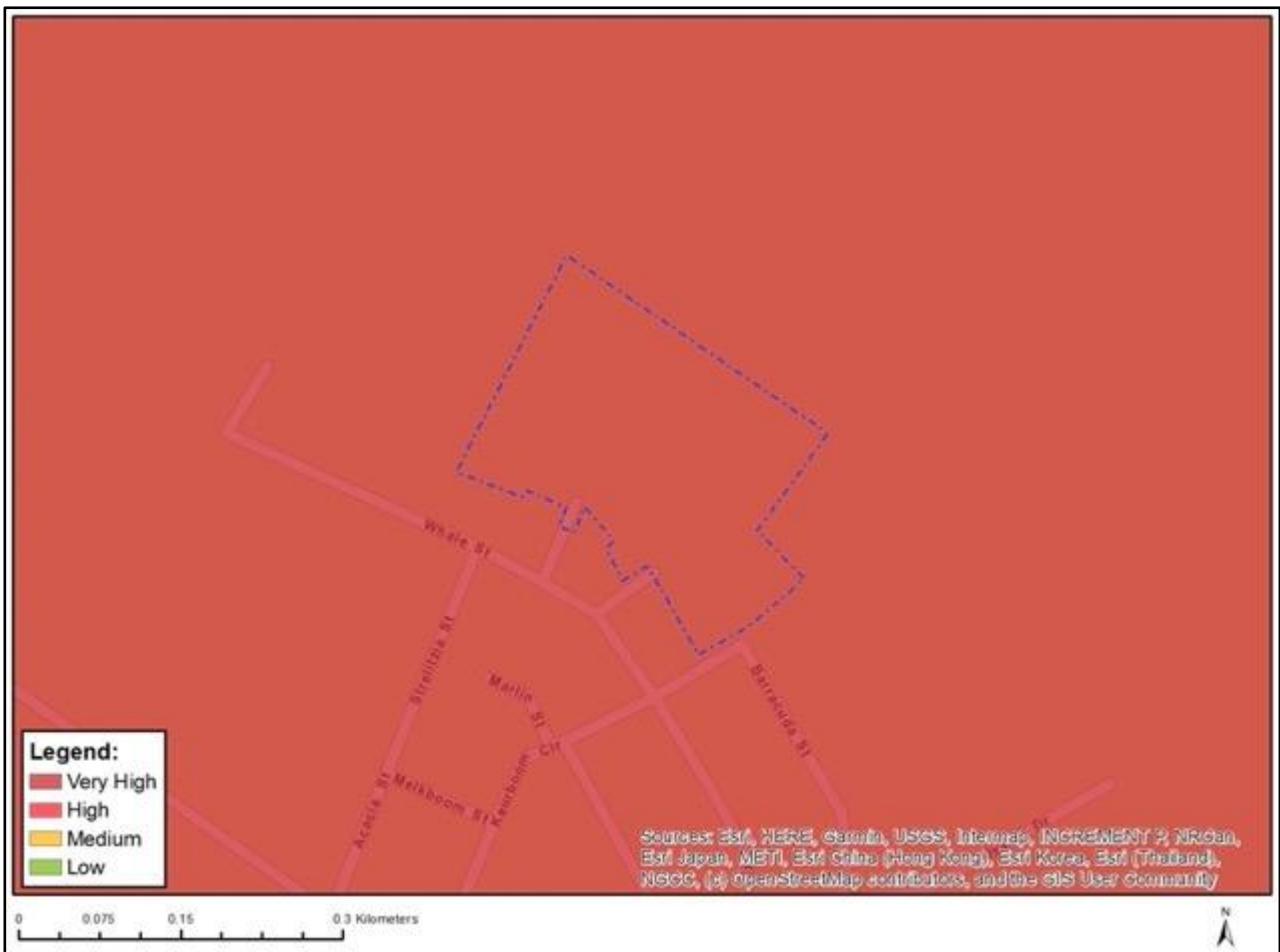 Whale St
Strelitzia St
Marlin St
Barracuda St
Cir
Keurboom
Melkboom St
Acacia St
Dr
Legend:
Very High
High
Medium
Low
Sources: Esri, HERE, Garmin, USGS, Intermap, INCREMENT P, NRCan,
Esri Japan, METI, Esri China (Hong Kong), Esri Korea, Esri (Thailand),
NGCC, (c) OpenStreetMap contributors, and the GIS User Community
0 0.075 0.15 0.3 Kilometers
N